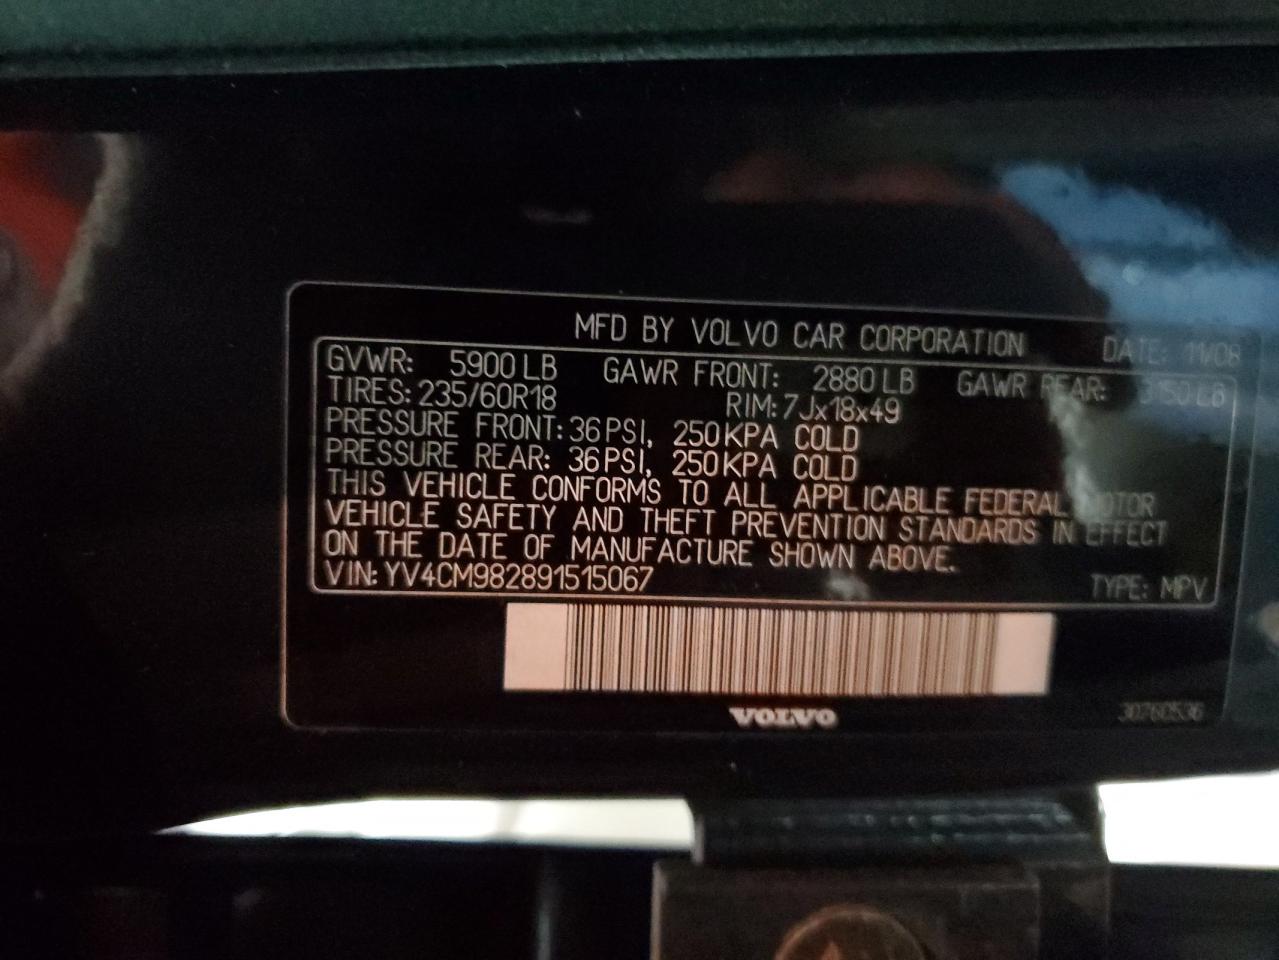 MFD BY VOLVO CAR CORPORATION DATE: 11/08
GVWR: 5900 LB GAWR FRONT: 2880 LB GAWR REAR: 3150 LB
TIRES: 235/60R18 RIM: 7Jx18x49
PRESSURE FRONT: 36 PSI, 250 KPA COLD
PRESSURE REAR: 36 PSI, 250 KPA COLD
THIS VEHICLE CONFORMS TO ALL APPLICABLE FEDERAL MOTOR
VEHICLE SAFETY AND THEFT PREVENTION STANDARDS IN EFFECT
ON THE DATE OF MANUFACTURE SHOWN ABOVE.
VIN: YV4CM982891515067 TYPE: MPV
VOLVO 30760536